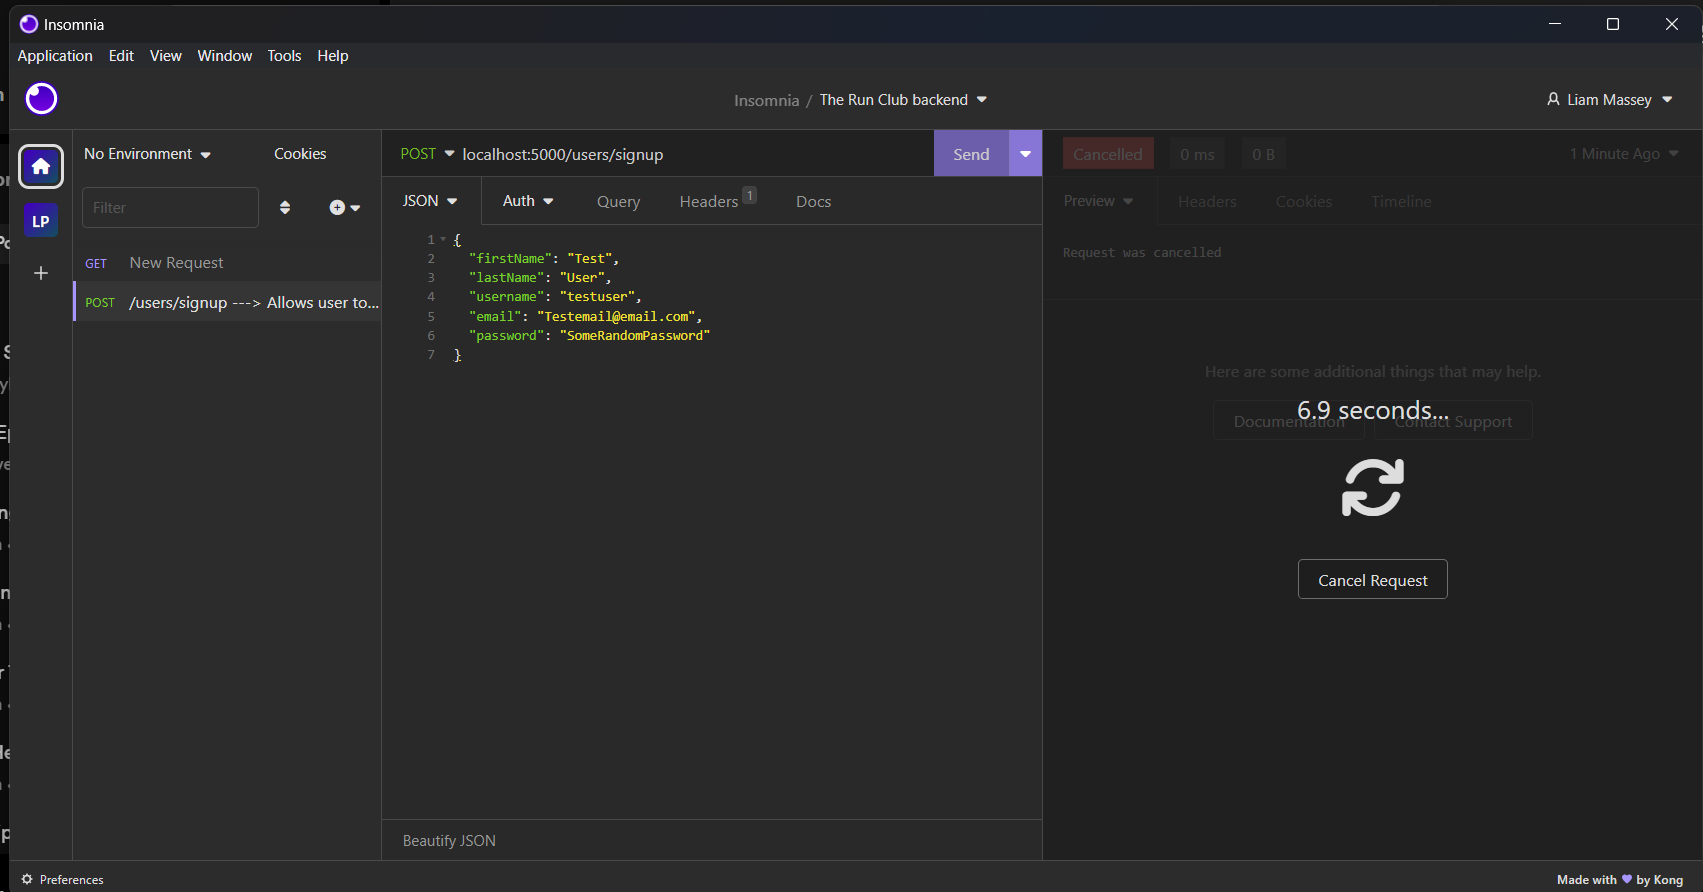 Insomnia
Application Edit View Window Tools Help
Insomnia / The Run Club backend
Liam Massey
No Environment Cookies
POST localhost:5000/users/signup Send
Cancelled 0 ms 0 B 1 Minute Ago
JSON Auth Query Headers 1 Docs
Preview Headers Cookies Timeline
Filter
LP
GET New Request
POST /users/signup ---> Allows user to...
1 {
2 "firstName": "Test",
3 "lastName": "User",
4 "username": "testuser",
5 "email": "Testemail@email.com",
6 "password": "SomeRandomPassword"
7 }
Request was cancelled
Here are some additional things that may help.
6.9 seconds...
Documentation Contact Support
Cancel Request
Beautify JSON
Preferences
Made with by Kong